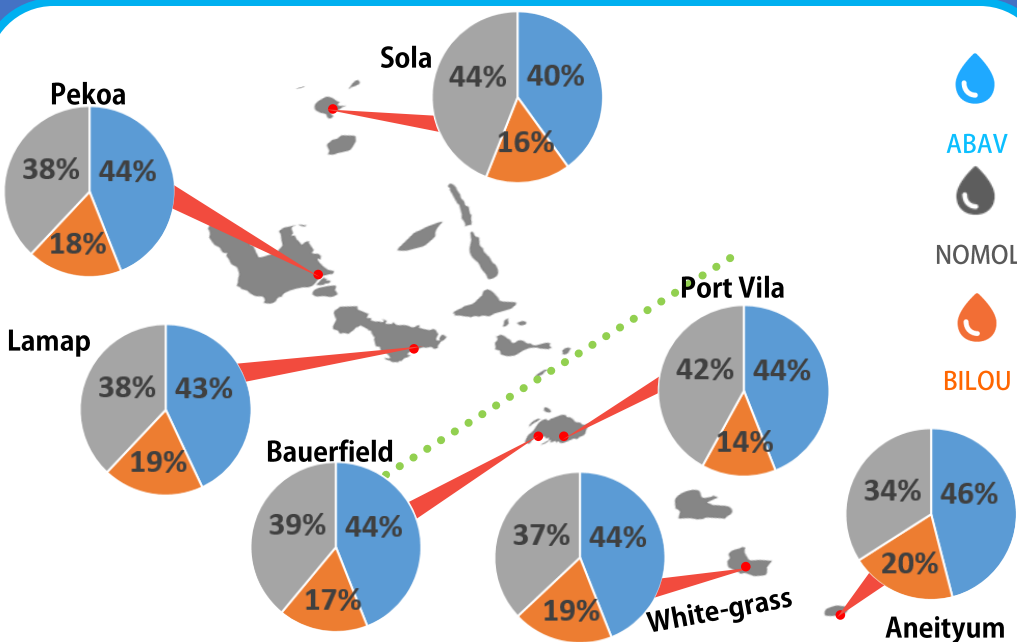 Sola
44%
40%
16%
Pekoa
38%
44%
18%
ABAV
NOMOL
BILOU
Port Vila
42%
44%
14%
Lamap
38%
43%
19%
Bauerfield
39%
44%
17%
37%
44%
19%
White-grass
34%
46%
20%
Aneityum